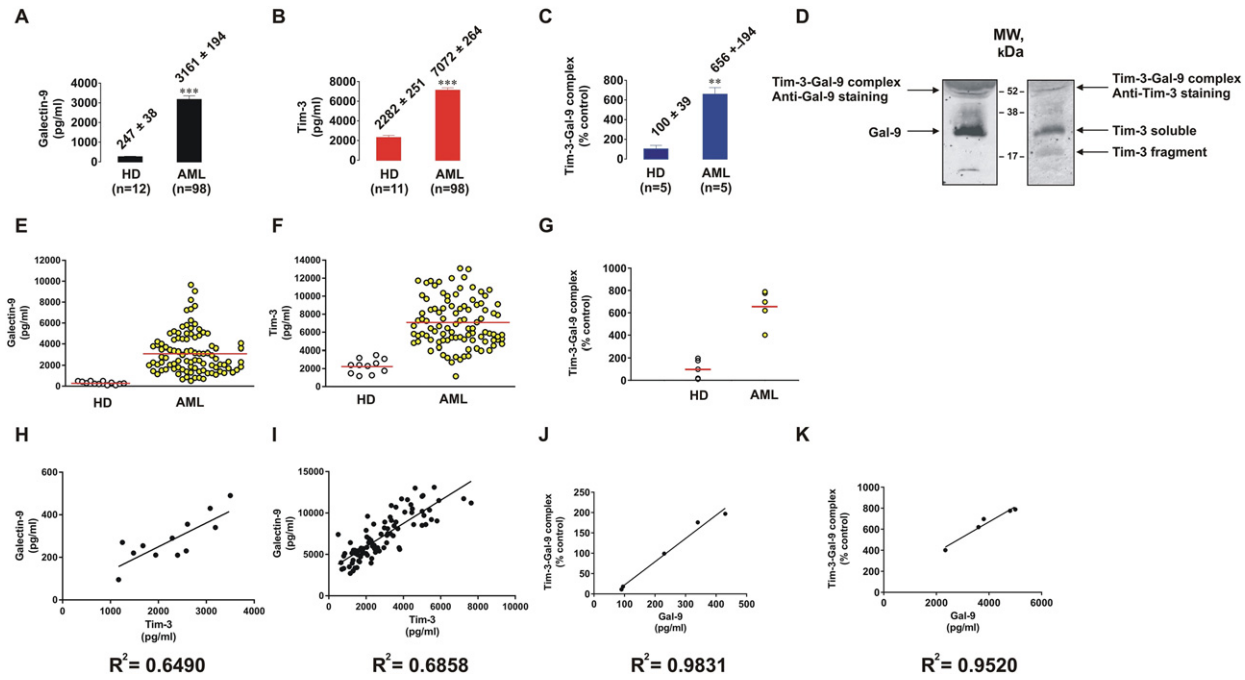 A
Galectin-9
(pg/ml)
4000
3000
2000
1000
0
247 ± 38
3161 ± 194
***
HD
(n=12)
AML
(n=98)
B
Tim-3
(pg/ml)
8000
6000
4000
2000
0
2282 ± 251
7072 ± 264
***
HD
(n=11)
AML
(n=98)
C
Tim-3-Gal-9 complex
(% control)
800
600
400
200
0
100 ± 39
656 +-194
**
HD
(n=5)
AML
(n=5)
D
MW,
kDa
Tim-3-Gal-9 complex
Anti-Gal-9 staining
Gal-9
- 52 -
- 38 -
- 17 -
Tim-3-Gal-9 complex
Anti-Tim-3 staining
Tim-3 soluble
Tim-3 fragment
E
Galectin-9
(pg/ml)
12000
10000
8000
6000
4000
2000
0
HD
AML
F
Tim-3
(pg/ml)
14000
12000
10000
8000
6000
4000
2000
0
HD
AML
G
Tim-3-Gal-9 complex
(% control)
1000
800
600
400
200
0
HD
AML
H
Galectin-9
(pg/ml)
600
400
200
0
0 1000 2000 3000 4000
Tim-3
(pg/ml)
R2= 0.6490
I
Galectin-9
(pg/ml)
15000
10000
5000
0
0 2000 4000 6000 8000 10000
Tim-3
(pg/ml)
R2= 0.6858
J
Tim-3-Gal-9 complex
(% control)
250
200
150
100
50
0
0 100 200 300 400 500
Gal-9
(pg/ml)
R2= 0.9831
K
Tim-3-Gal-9 complex
(% control)
1000
800
600
400
200
0
0 2000 4000 6000
Gal-9
(pg/ml)
R2= 0.9520